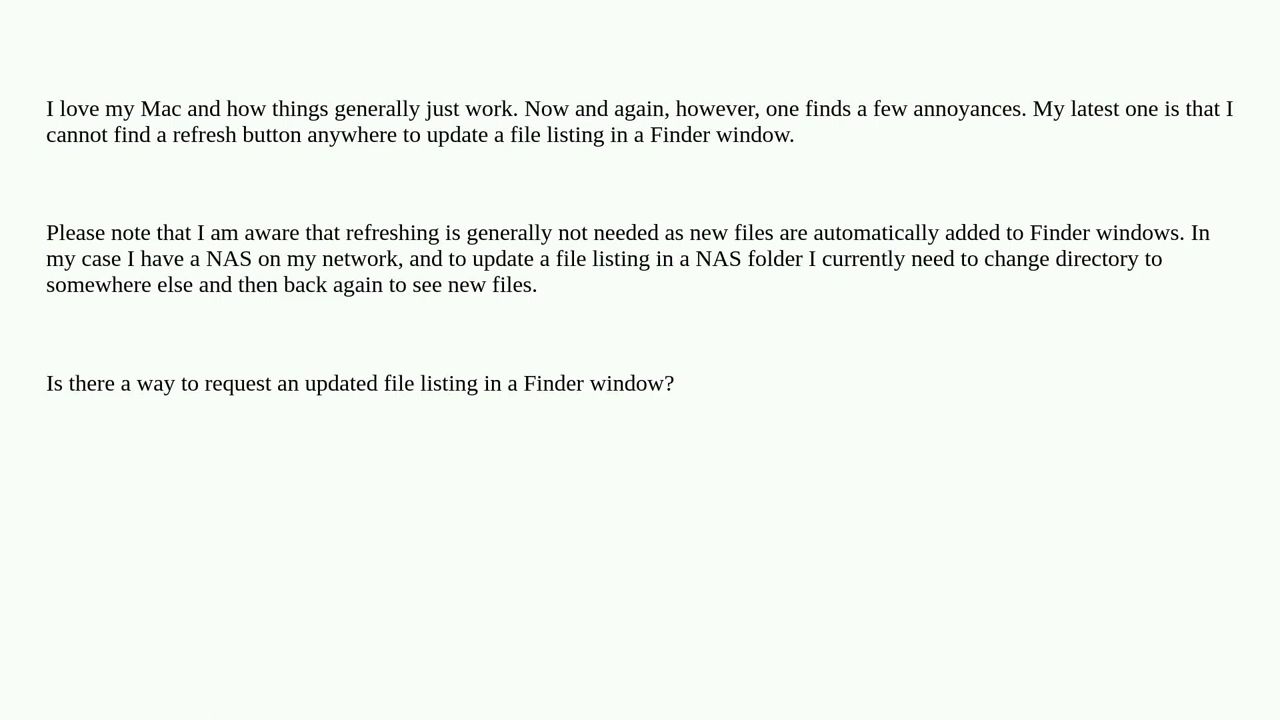 I love my Mac and how things generally just work. Now and again, however, one finds a few annoyances. My latest one is that I
cannot find a refresh button anywhere to update a file listing in a Finder window.
Please note that I am aware that refreshing is generally not needed as new files are automatically added to Finder windows. In
my case I have a NAS on my network, and to update a file listing in a NAS folder I currently need to change directory to
somewhere else and then back again to see new files.
Is there a way to request an updated file listing in a Finder window?